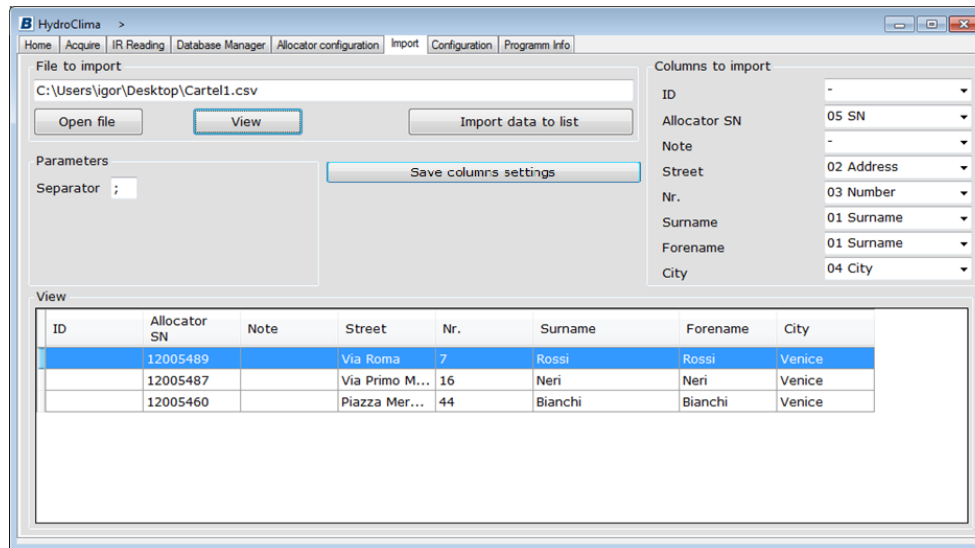 B HydroClima >
Home Acquire IR Reading Database Manager Allocator configuration Import Configuration Programm Info
File to import
C:\Users\igor\Desktop\Cartel1.csv
Open file View Import data to list
Parameters
Separator ;
Save columns settings
Columns to import
ID -
Allocator SN 05 SN
Note -
Street 02 Address
Nr. 03 Number
Surname 01 Surname
Forename 01 Surname
City 04 City
View
ID Allocator SN Note Street Nr. Surname Forename City
12005489 Via Roma 7 Rossi Rossi Venice
12005487 Via Primo M... 16 Neri Neri Venice
12005460 Piazza Mer... 44 Bianchi Bianchi Venice